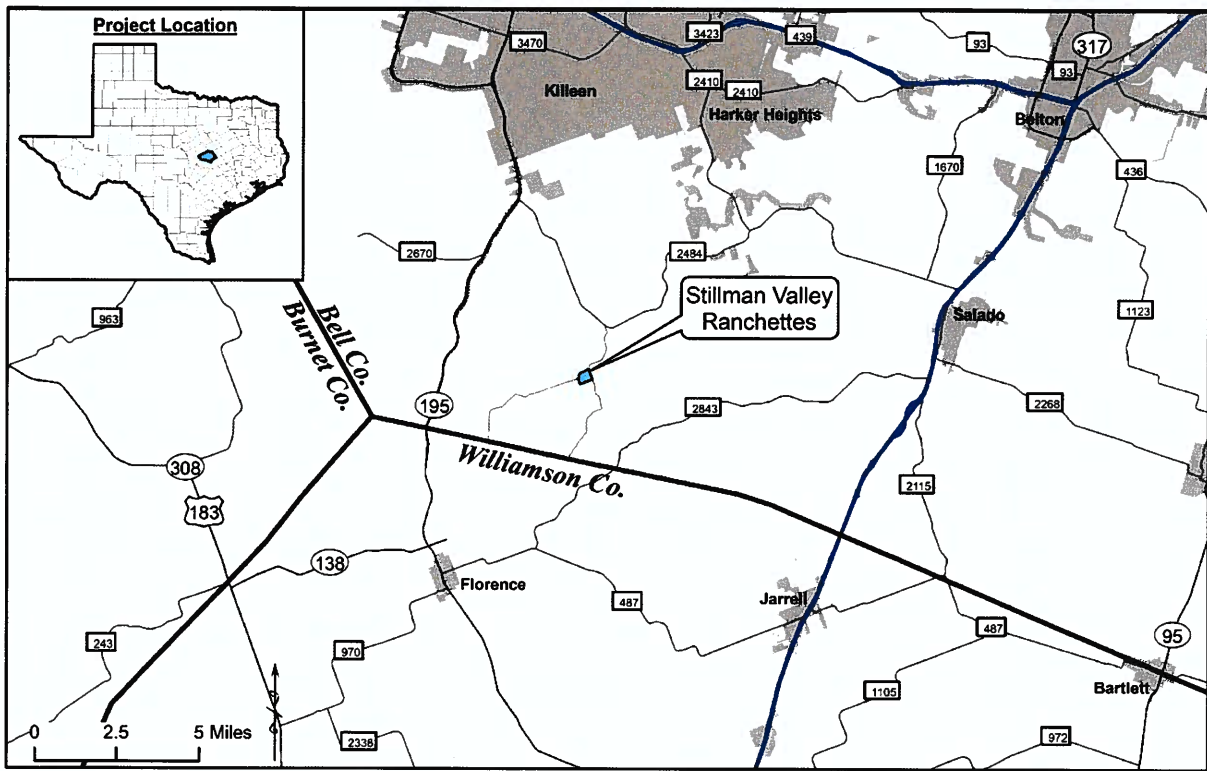 Project Location
3470
3423
439
93
317
93
Killeen
2410
2410
Harker Heights
Belton
1670
436
2670
2484
Stillman Valley
Ranchettes
963
Bell Co.
Burnet Co.
Salado
1123
195
2843
2268
Williamson Co.
308
183
2115
138
Florence
487
Jarrell
487
95
243
970
Bartlett
1105
0 2.5 5 Miles
2338
972